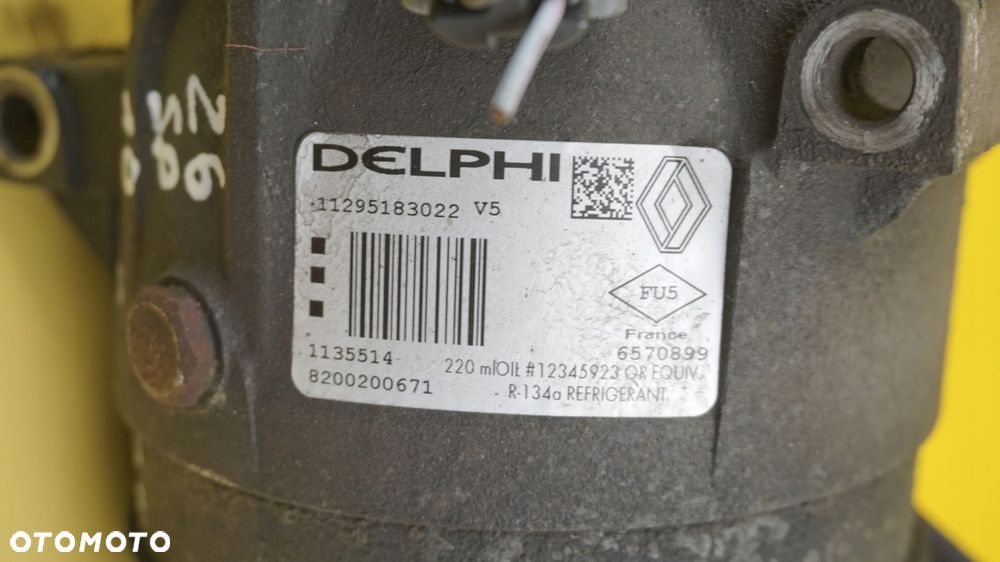 DELPHI
11295183022 V5
FU5
France
1135514
6570899
220 ml OIL #12345923 OR EQUIV.
8200200671
R-134a REFRIGERANT
OTOMOTO